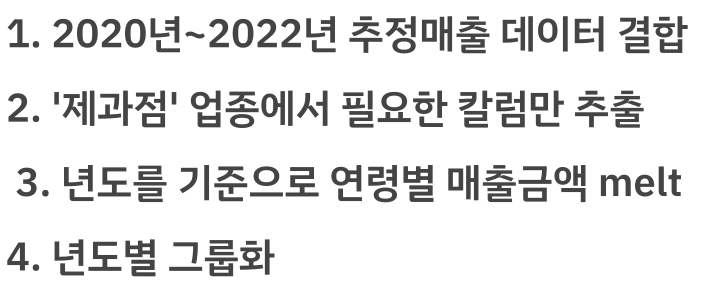 1. 2020년~2022년 추정매출 데이터 결합
2. '제과점' 업종에서 필요한 칼럼만 추출
3. 년도를 기준으로 연령별 매출금액 melt
4. 년도별 그룹화